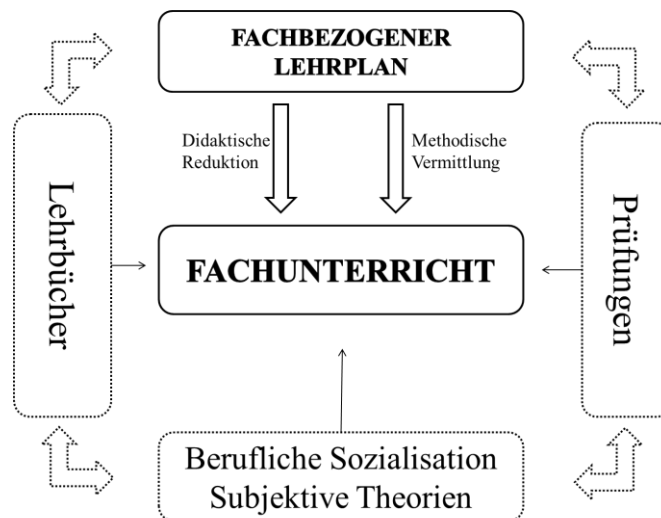 FACHBEZOGENER
LEHRPLAN
Didaktische
Reduktion
Methodische
Vermittlung
Lehrbücher
FACHUNTERRICHT
Prüfungen
Berufliche Sozialisation
Subjektive Theorien